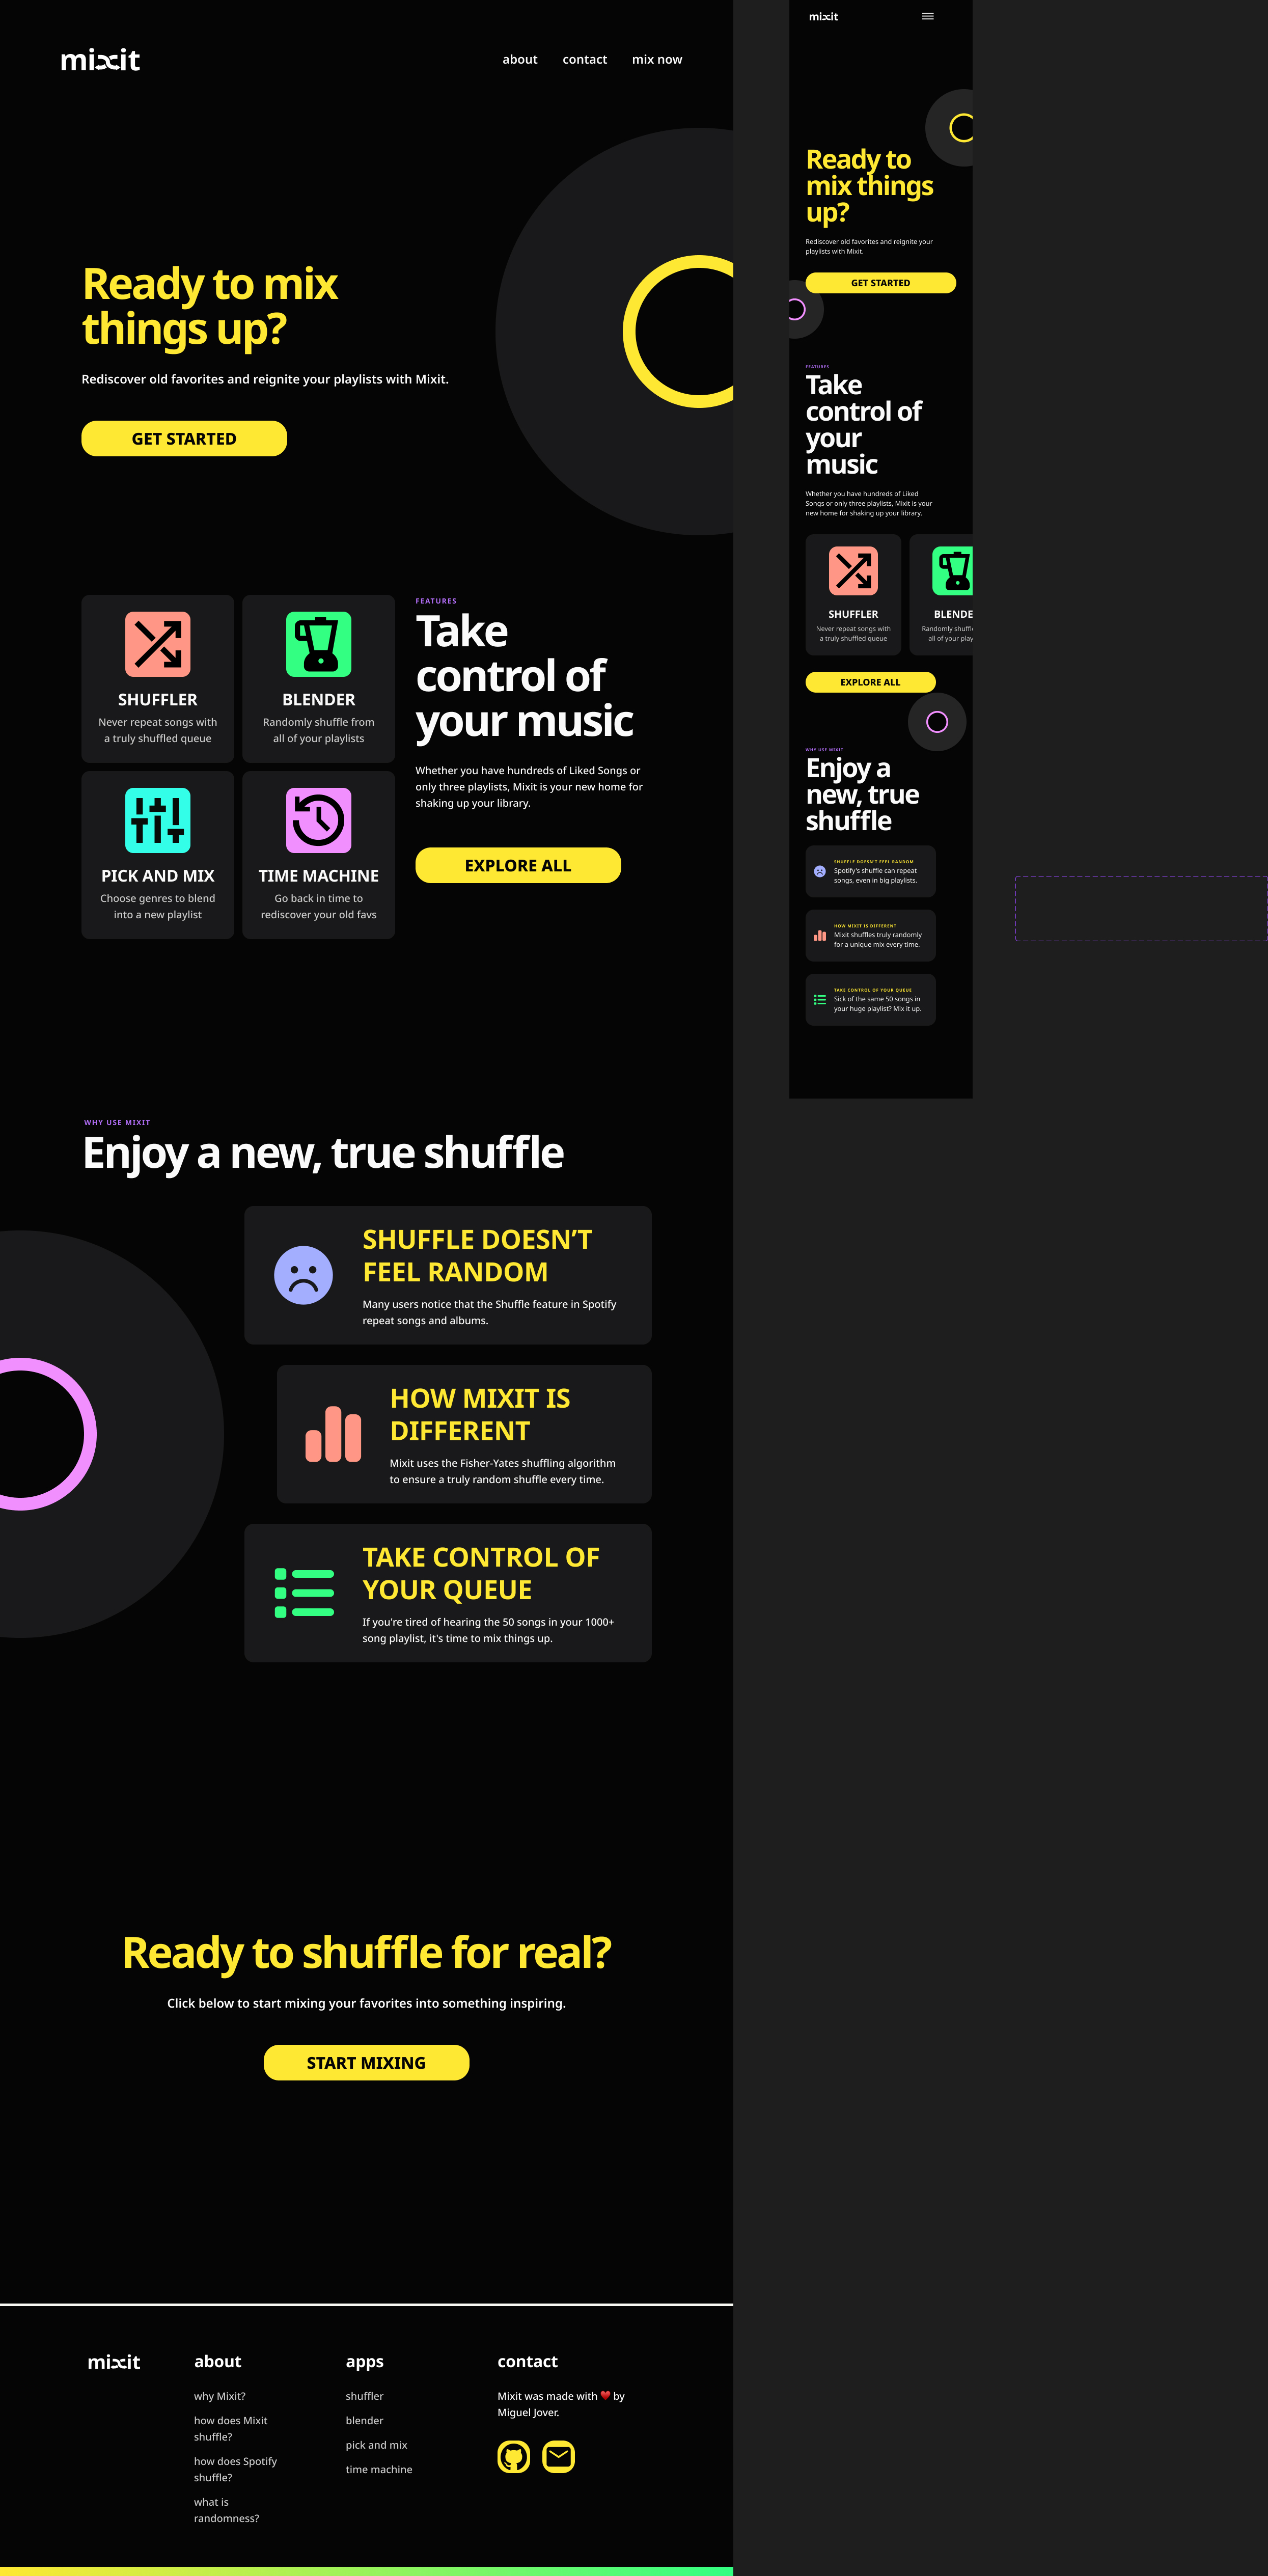 mixit
about contact mix now
Ready to mix
things up?
Rediscover old favorites and reignite your playlists with Mixit.
GET STARTED
SHUFFLER
Never repeat songs with
a truly shuffled queue
BLENDER
Randomly shuffle from
all of your playlists
PICK AND MIX
Choose genres to blend
into a new playlist
TIME MACHINE
Go back in time to
rediscover your old favs
FEATURES
Take
control of
your music
Whether you have hundreds of Liked Songs or
only three playlists, Mixit is your new home for
shaking up your library.
EXPLORE ALL
WHY USE MIXIT
Enjoy a new, true shuffle
SHUFFLE DOESN’T
FEEL RANDOM
Many users notice that the Shuffle feature in Spotify
repeat songs and albums.
HOW MIXIT IS
DIFFERENT
Mixit uses the Fisher-Yates shuffling algorithm
to ensure a truly random shuffle every time.
TAKE CONTROL OF
YOUR QUEUE
If you're tired of hearing the 50 songs in your 1000+
song playlist, it's time to mix things up.
Ready to shuffle for real?
Click below to start mixing your favorites into something inspiring.
START MIXING
mixit
about
why Mixit?
how does Mixit
shuffle?
how does Spotify
shuffle?
what is
randomness?
apps
shuffler
blender
pick and mix
time machine
contact
Mixit was made with ❤️ by
Miguel Jover.
mixit
Ready to
mix things
up?
Rediscover old favorites and reignite your
playlists with Mixit.
GET STARTED
FEATURES
Take
control of
your
music
Whether you have hundreds of Liked
Songs or only three playlists, Mixit is your
new home for shaking up your library.
SHUFFLER
Never repeat songs with
a truly shuffled queue
BLENDE
Randomly shuffle
all of your play
EXPLORE ALL
WHY USE MIXIT
Enjoy a
new, true
shuffle
SHUFFLE DOESN'T FEEL RANDOM
Spotify's shuffle can repeat
songs, even in big playlists.
HOW MIXIT IS DIFFERENT
Mixit shuffles truly randomly
for a unique mix every time.
TAKE CONTROL OF YOUR QUEUE
Sick of the same 50 songs in
your huge playlist? Mix it up.